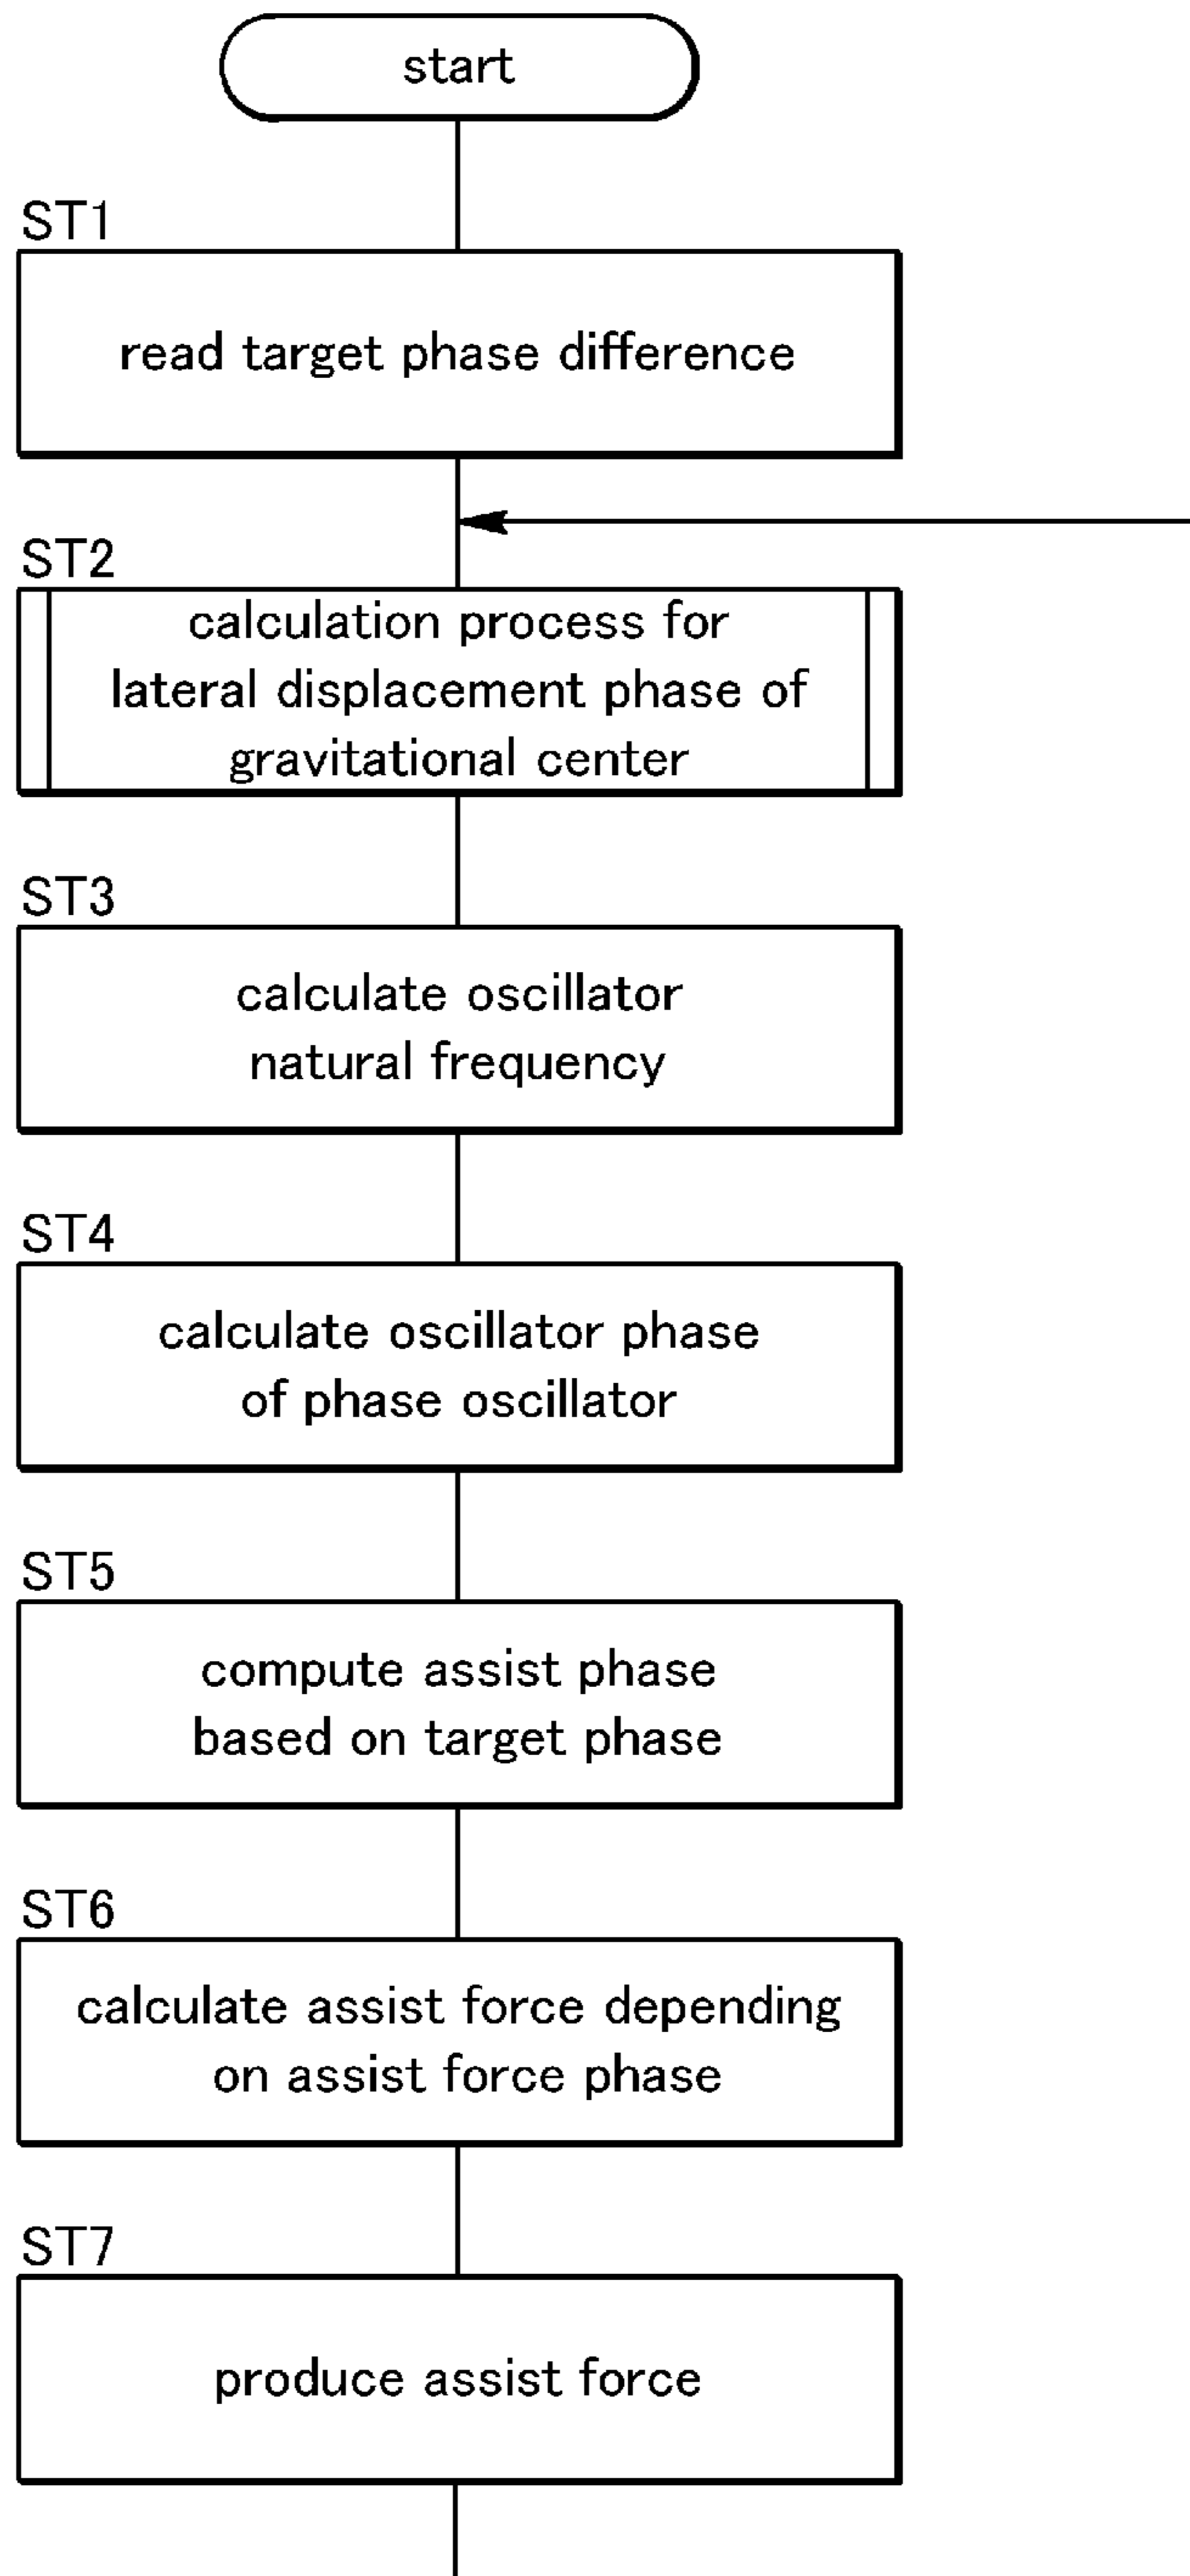 start
ST1
read target phase difference
ST2
calculation process for
lateral displacement phase of
gravitational center
ST3
calculate oscillator
natural frequency
ST4
calculate oscillator phase
of phase oscillator
ST5
compute assist phase
based on target phase
ST6
calculate assist force depending
on assist force phase
ST7
produce assist force